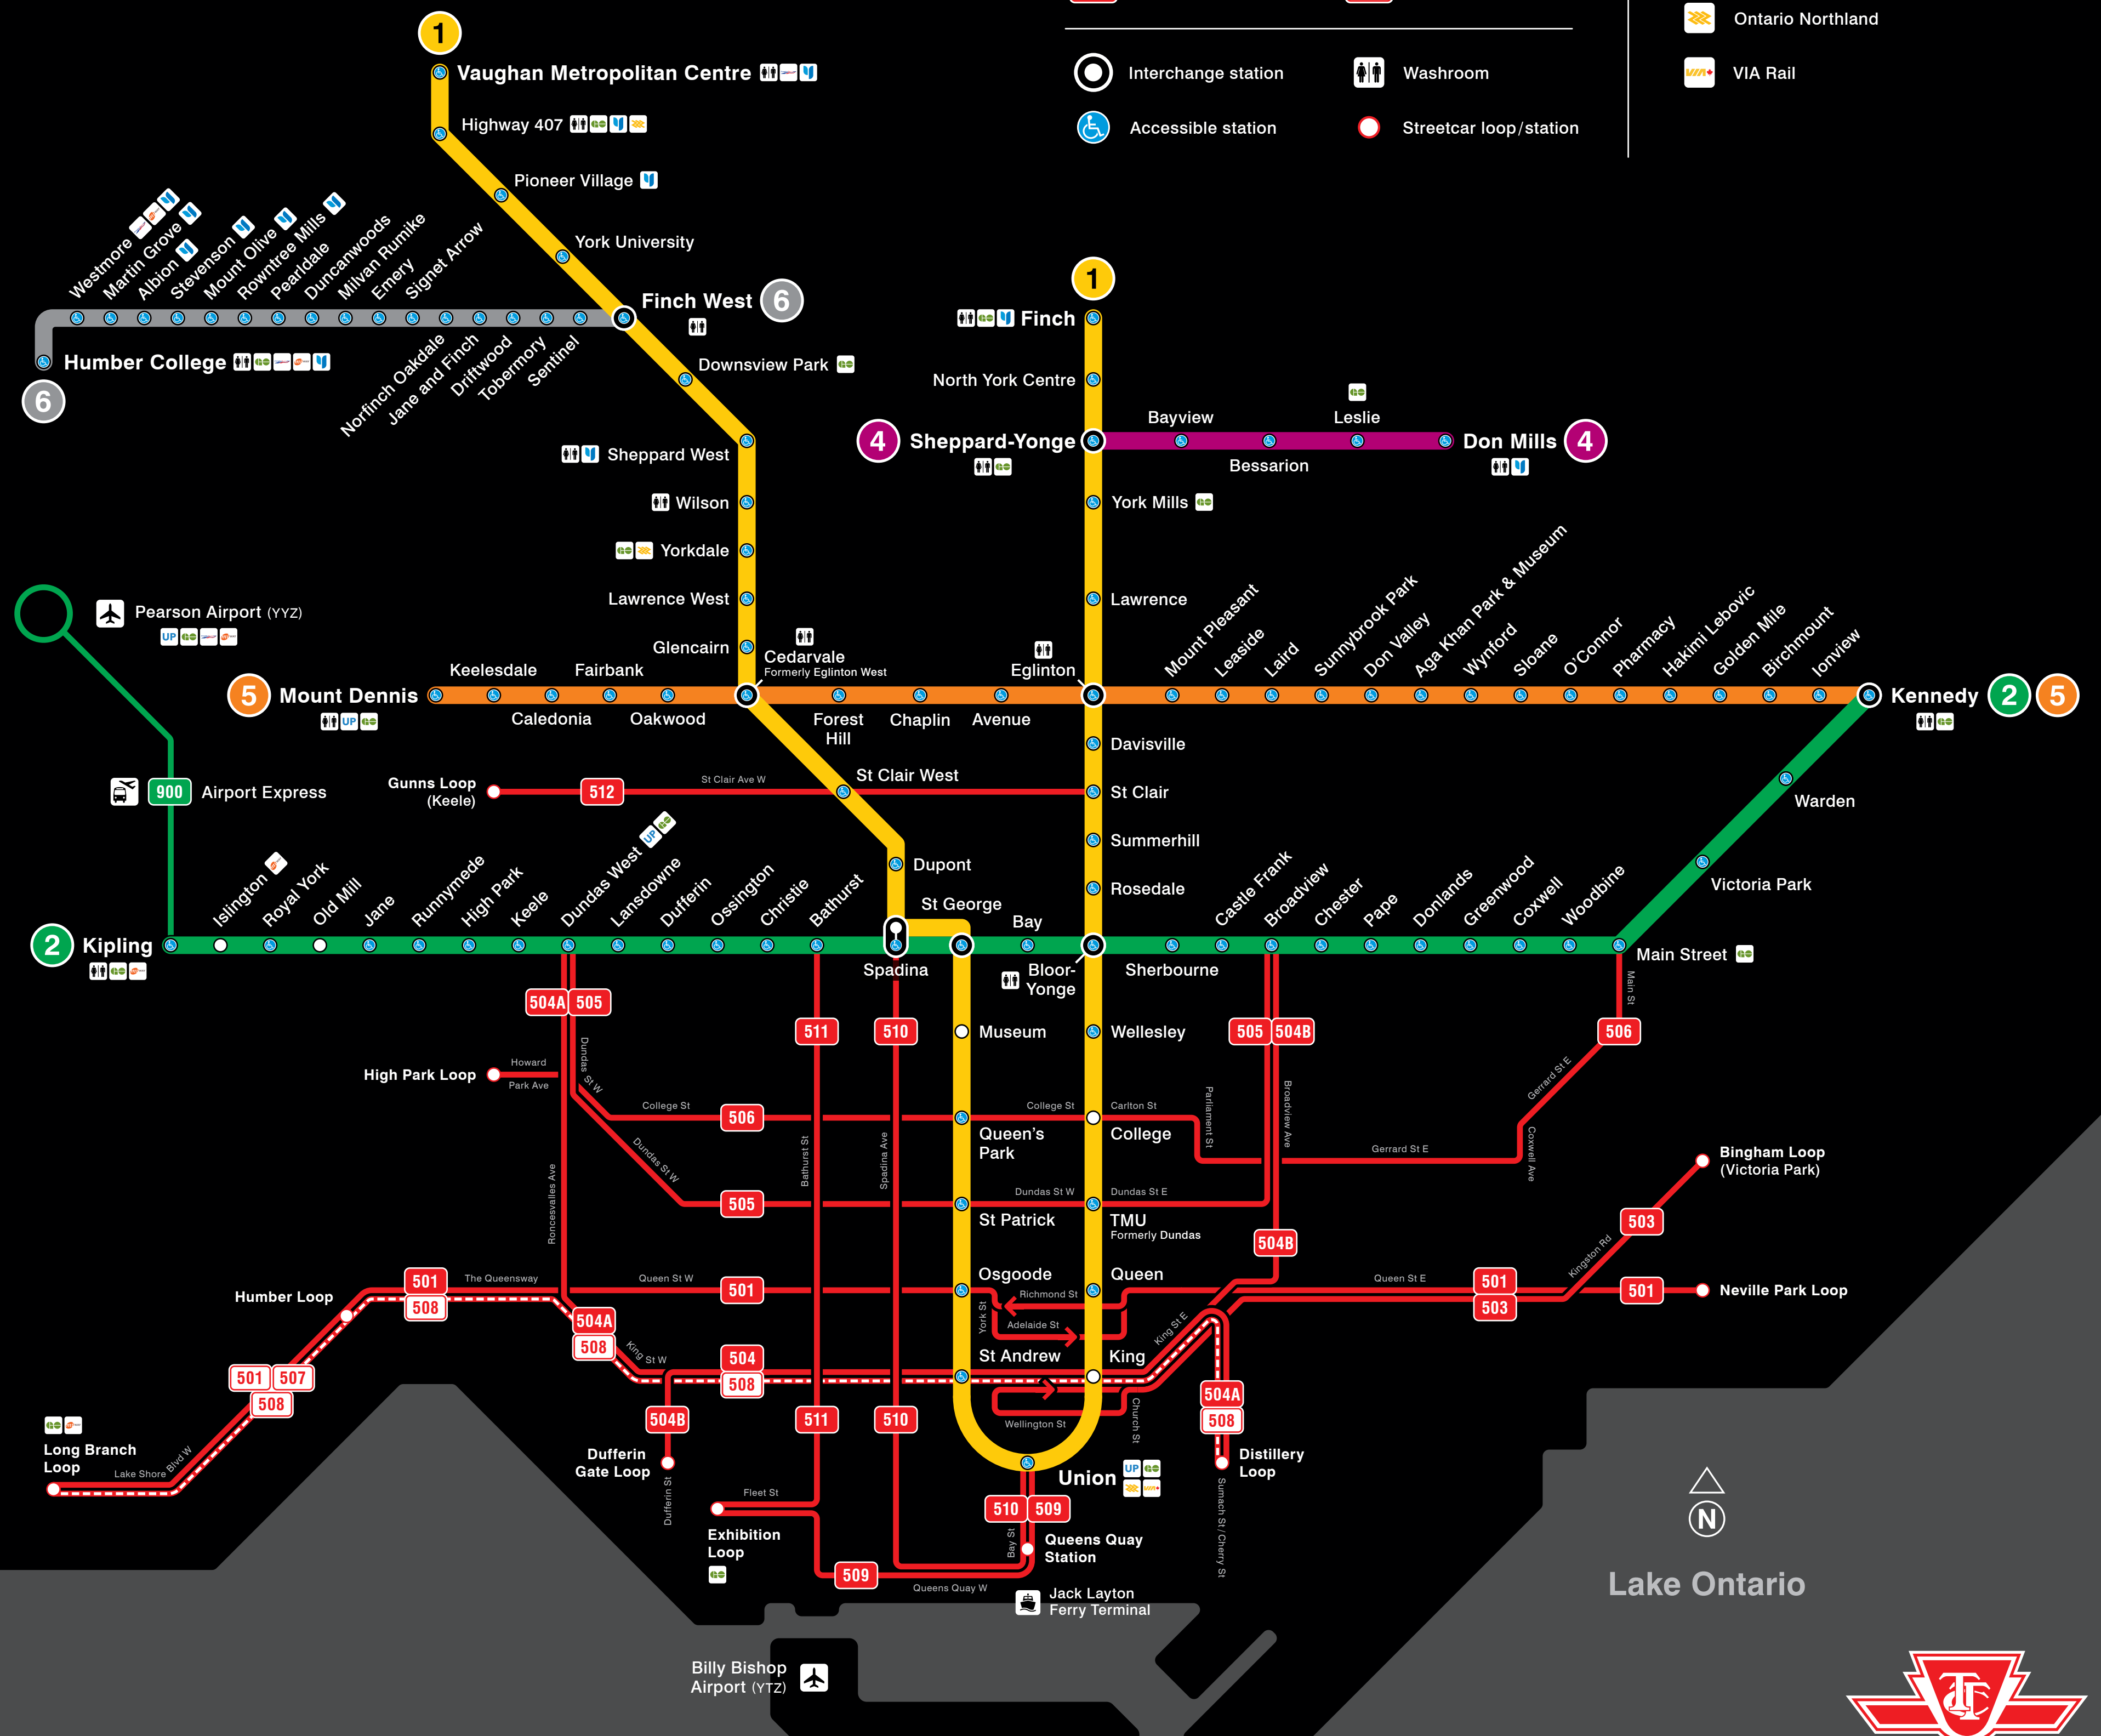 Ontario Northland
Interchange station
Washroom
VIA Rail
Accessible station
Streetcar loop/station
1
Vaughan Metropolitan Centre
Highway 407
Pioneer Village
York University
Finch West 6
Westmore
Martin Grove
Albion
Stevenson
Mount Olive
Rowntree Mills
Pearldale
Duncanwoods
Milvan Rumike
Emery
Signet Arrow
Humber College
6
Norfinch Oakdale
Jane and Finch
Driftwood
Tobermory
Sentinel
Downsview Park
Sheppard West
Wilson
Yorkdale
Lawrence West
Glencairn
1
Finch
North York Centre
4 Sheppard-Yonge
Bayview
Bessarion
Leslie
Don Mills 4
York Mills
Lawrence
Pearson Airport (YYZ)
UP
900
Airport Express
5 Mount Dennis
UP
Keelesdale
Caledonia
Fairbank
Oakwood
Cedarvale
Formerly Eglinton West
Forest
Hill
Chaplin
Avenue
Eglinton
Mount Pleasant
Leaside
Laird
Sunnybrook Park
Don Valley
Aga Khan Park & Museum
Wynford
Sloane
O'Connor
Pharmacy
Hakimi Lebovic
Golden Mile
Birchmount
Ionview
Kennedy 2 5
Davisville
Gunns Loop
(Keele)
512
St Clair Ave W
St Clair West
St Clair
Summerhill
Rosedale
Warden
Victoria Park
Dupont
2 Kipling
Islington
Royal York
Old Mill
Jane
Runnymede
High Park
Keele
Dundas West
UP
Lansdowne
Dufferin
Ossington
Christie
Bathurst
Spadina
St George
Bay
Bloor-
Yonge
Sherbourne
Castle Frank
Broadview
Chester
Pape
Donlands
Greenwood
Coxwell
Woodbine
Main Street
504A 505
511
510
Museum
Wellesley
505 504B
506
Main St
High Park Loop
Howard
Park Ave
Dundas St W
College St
506
College St
Carlton St
Queen's
Park
College
Parliament St
Broadview Ave
Gerrard St E
Coxwell Ave
Gerrard St E
Roncesvalles Ave
Dundas St W
Bathurst St
Spadina Ave
505
Dundas St W
Dundas St E
St Patrick
TMU
Formerly Dundas
504B
Bingham Loop
(Victoria Park)
503
Kingston Rd
Humber Loop
501
508
The Queensway
Queen St W
501
Osgoode
Queen
Richmond St
York St
Adelaide St
Queen St E
501
503
501
Neville Park Loop
504A
508
King St W
504
508
St Andrew
King
King St E
501 507
508
Long Branch
Loop
Lake Shore
Blvd W
504B
Dufferin
Gate Loop
Dufferin St
511
510
Wellington St
Church St
504A
508
Distillery
Loop
Sumach St / Cherry St
Union
UP
510 509
Fleet St
Exhibition
Loop
Bay St
Queens Quay
Station
509
Queens Quay W
Jack Layton
Ferry Terminal
Billy Bishop
Airport (YTZ)
N
Lake Ontario
TTC